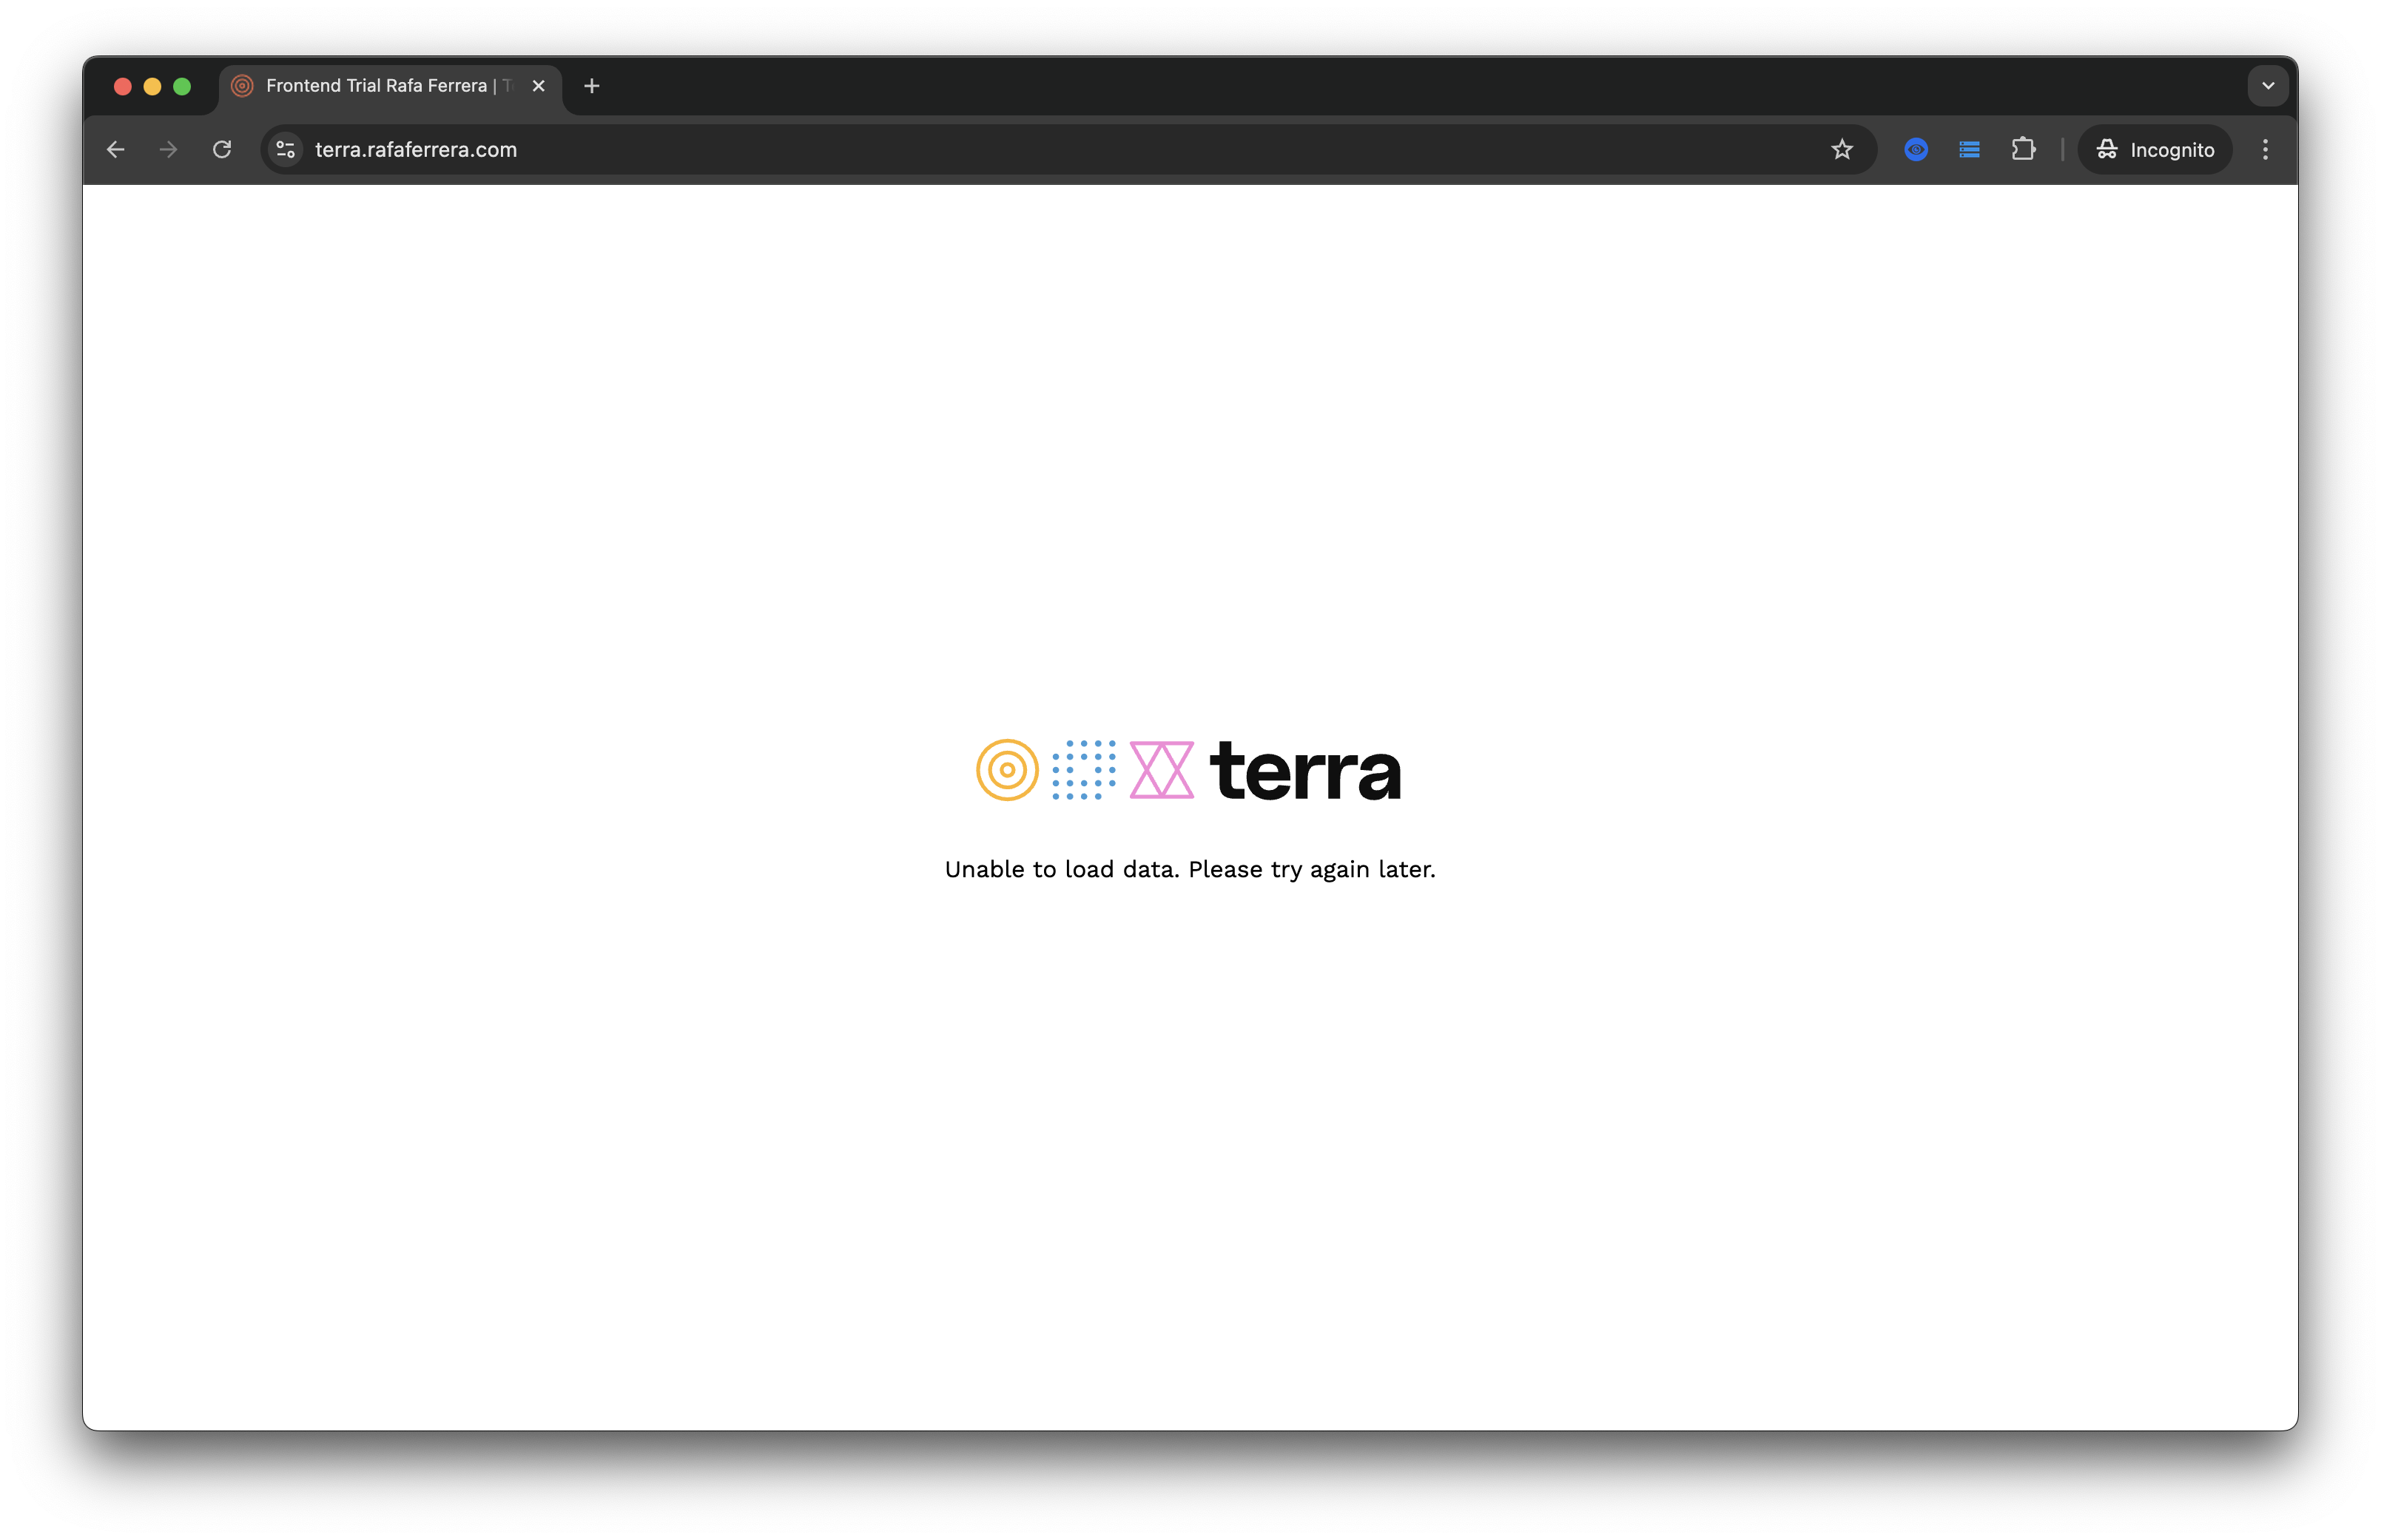 Frontend Trial Rafa Ferrera |
terra.rafaferrera.com
Incognito
terra
Unable to load data. Please try again later.